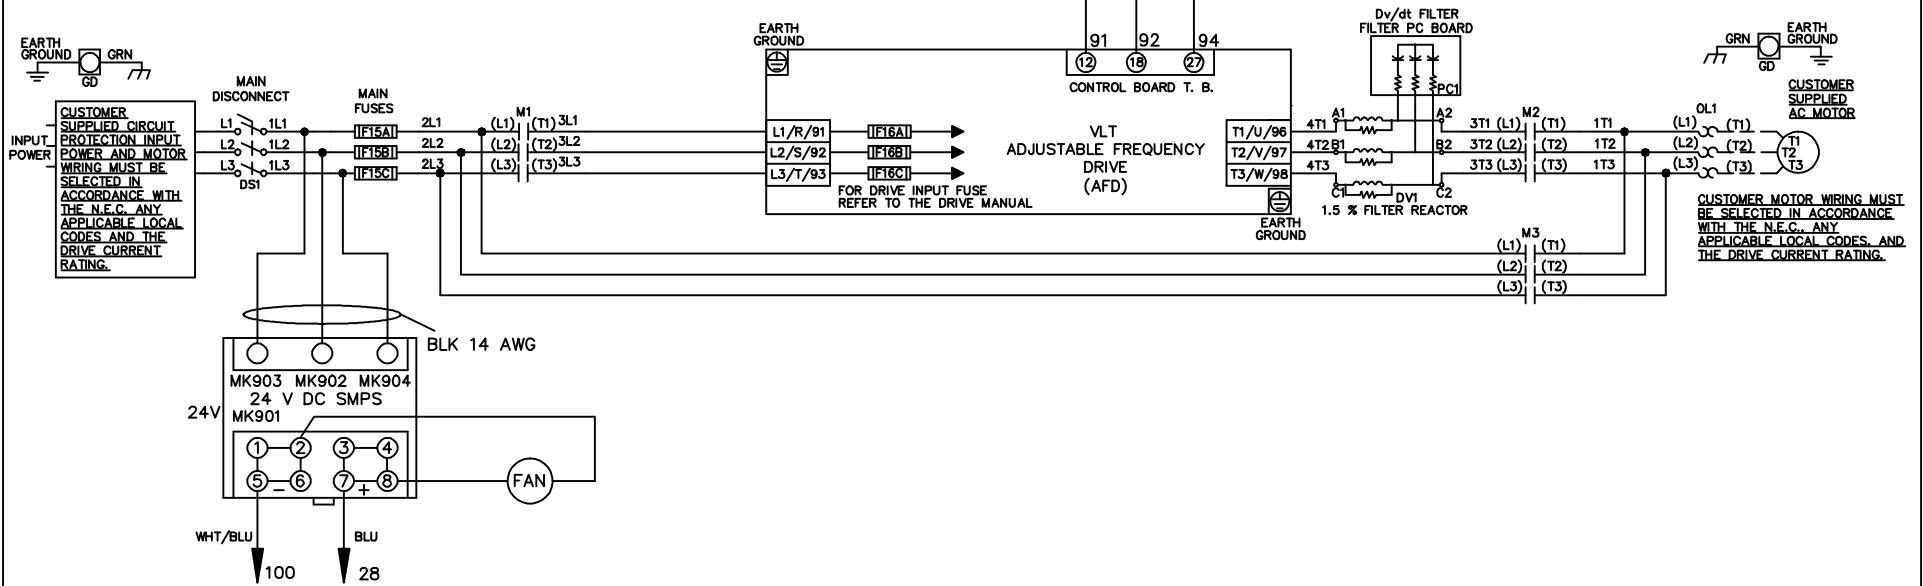 EARTH
GROUND
GRN
GD
MAIN
DISCONNECT
MAIN
FUSES
INPUT
POWER
CUSTOMER
SUPPLIED CIRCUIT
PROTECTION INPUT
POWER AND MOTOR
WIRING MUST BE
SELECTED IN
ACCORDANCE WITH
THE N.E.C. ANY
APPLICABLE LOCAL
CODES AND THE
DRIVE CURRENT
RATING.
L1 1L1
L2 1L2
L3 1L3
DS1
F15A
F15B
F15C
2L1
2L2
2L3
M1
(L1) (T1) 3L1
(L2) (T2) 3L2
(L3) (T3) 3L3
EARTH
GROUND
91 92 94
12 18 27
CONTROL BOARD T. B.
L1/R/91
L2/S/92
L3/T/93
F16A
F16B
F16C
FOR DRIVE INPUT FUSE
REFER TO THE DRIVE MANUAL
VLT
ADJUSTABLE FREQUENCY
DRIVE
(AFD)
T1/U/96
T2/V/97
T3/W/98
EARTH
GROUND
Dv/dt FILTER
FILTER PC BOARD
PC1
4T1 A1 A2
4T2 B1 B2
4T3
C1 C2
DV1
1.5 % FILTER REACTOR
M2
3T1 (L1) (T1) 1T1
3T2 (L2) (T2) 1T2
3T3 (L3) (T3) 1T3
M3
(L1) (T1)
(L2) (T2)
(L3) (T3)
GRN
GD
EARTH
GROUND
CUSTOMER
SUPPLIED
AC MOTOR
OL1
(L1) (T1)
(L2) (T2)
(L3) (T3)
T1
T2
T3
CUSTOMER MOTOR WIRING MUST
BE SELECTED IN ACCORDANCE
WITH THE N.E.C., ANY
APPLICABLE LOCAL CODES, AND
THE DRIVE CURRENT RATING.
BLK 14 AWG
MK903 MK902 MK904
24 V DC SMPS
24V
MK901
1 2 3 4
5 6 7 8
- +
FAN
WHT/BLU
BLU
100
28